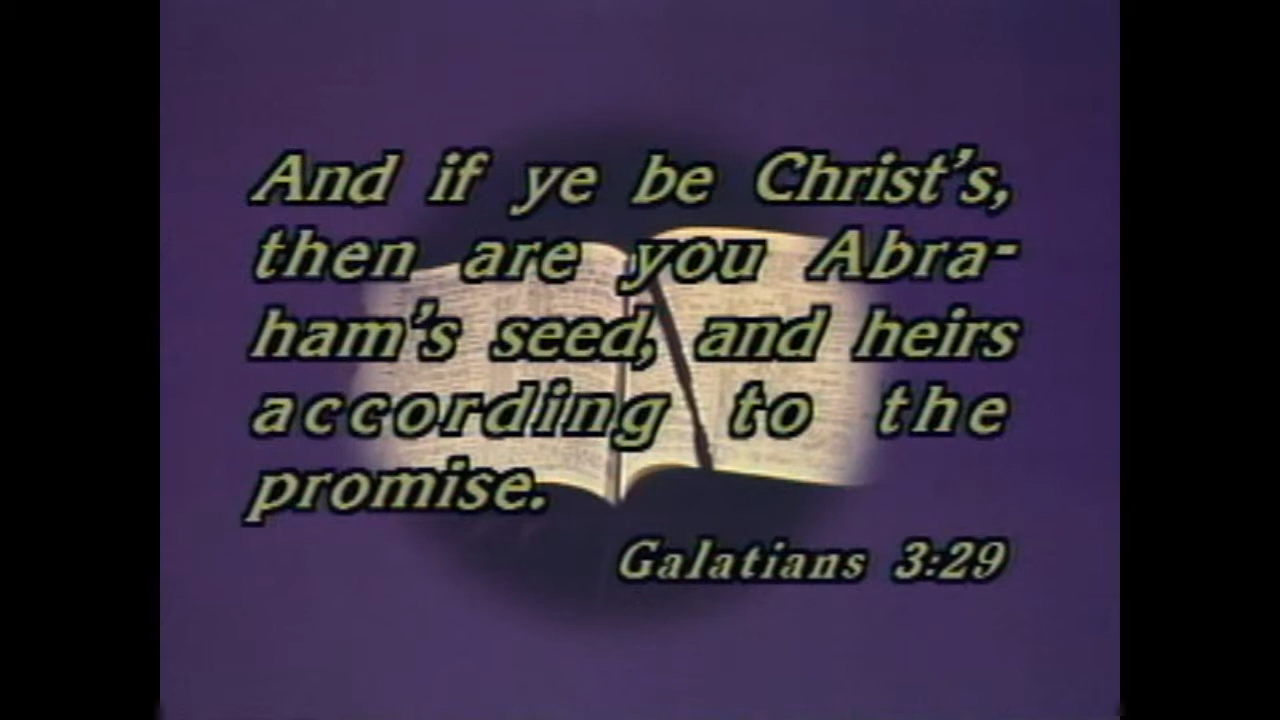 And if ye be Christ's,
then are you Abra-
ham's seed, and heirs
according to the
promise.
Galatians 3:29